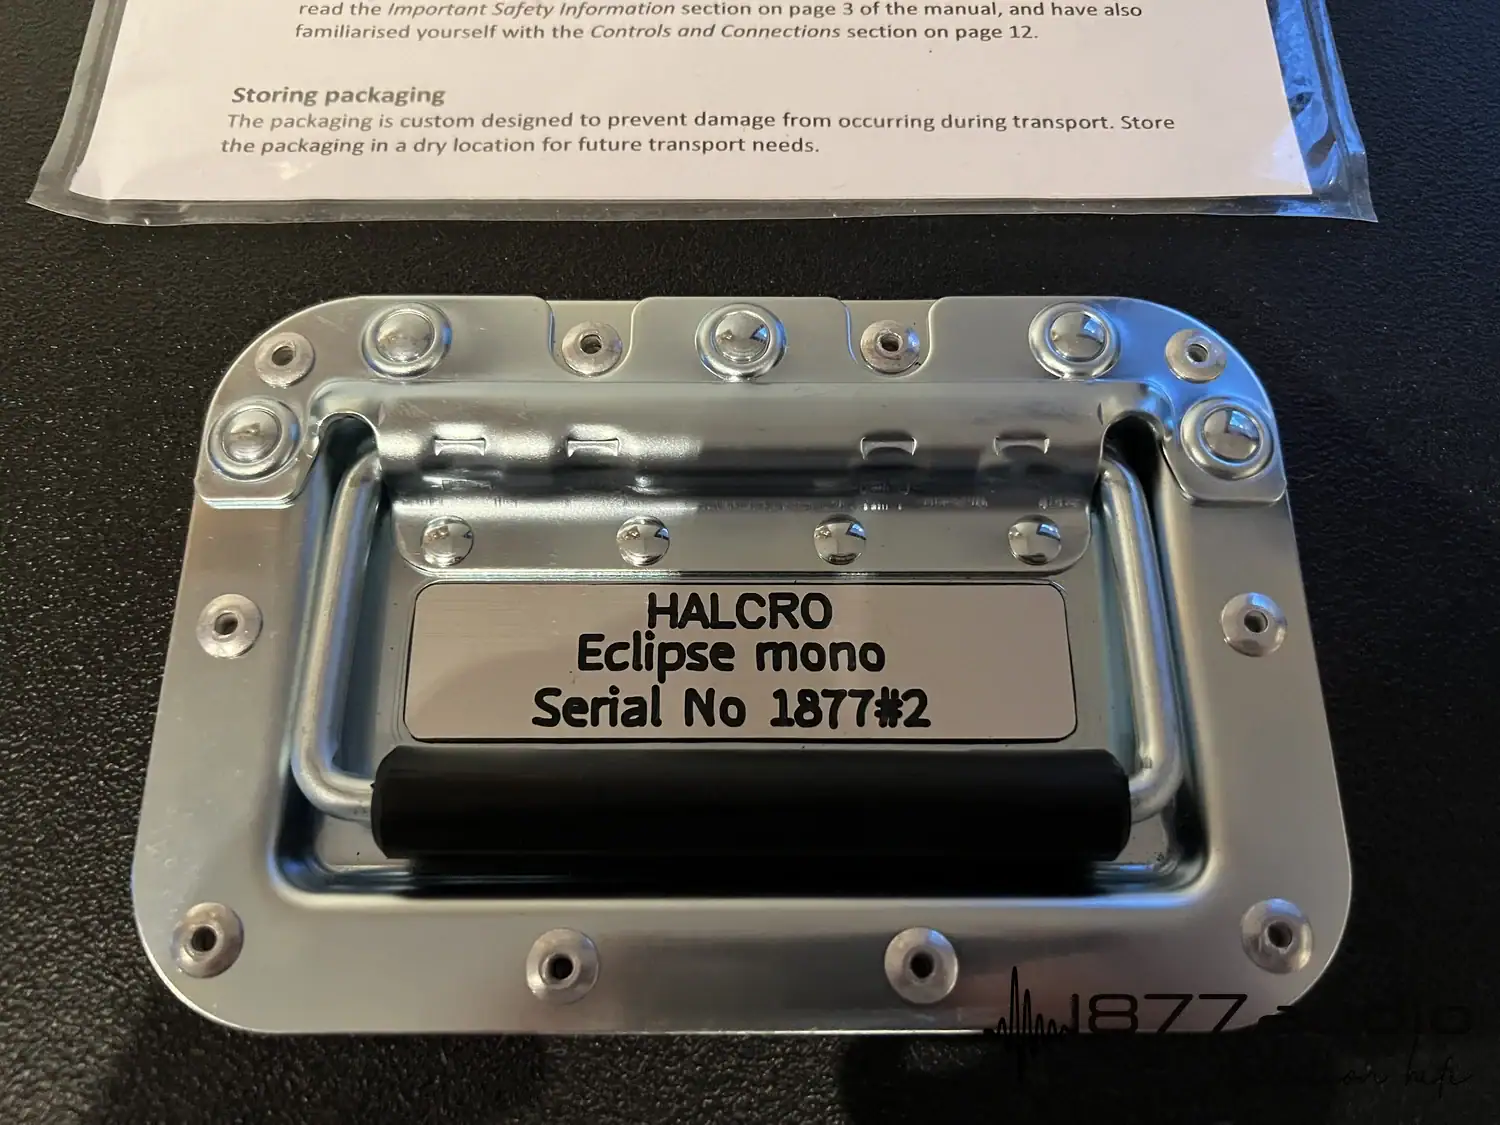 read the Important Safety Information section on page 3 of the manual, and have also
familiarised yourself with the Controls and Connections section on page 12.
Storing packaging
The packaging is custom designed to prevent damage from occurring during transport. Store
the packaging in a dry location for future transport needs.
HALCRO
Eclipse mono
Serial No 1877#2
1877 audio
hifi